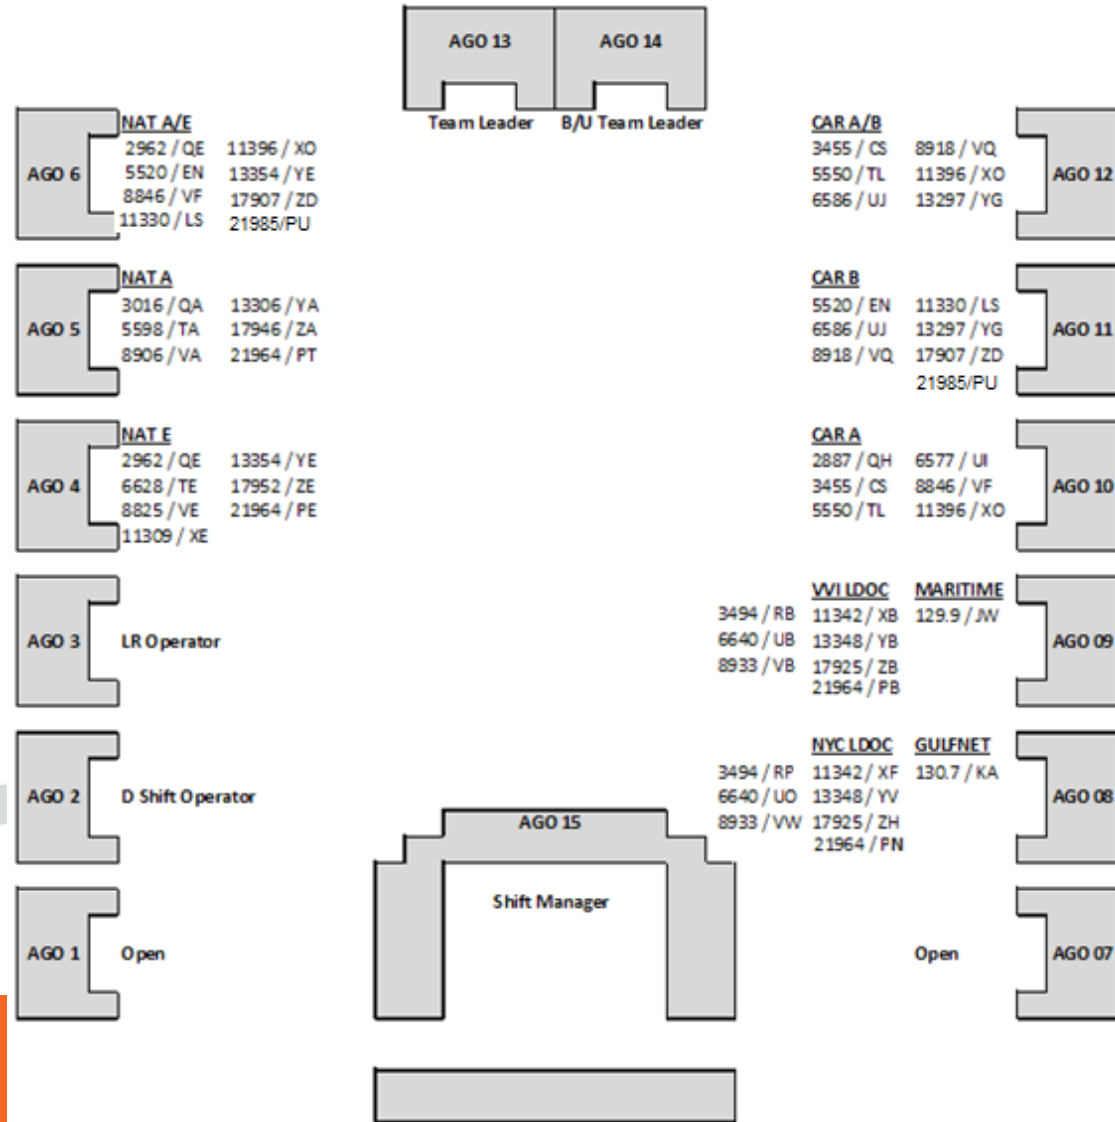 AGO 13 AGO 14
Team Leader B/U Team Leader
AGO 6
NAT A/E
2962 / QE 11396 / XO
5520 / EN 13354 / YE
8846 / VF 17907 / ZD
11330 / LS 21985/PU
CAR A/B
3455 / CS 8918 / VQ
5550 / TL 11396 / XO
6586 / UJ 13297 / YG
AGO 12
AGO 5
NAT A
3016 / QA 13306 / YA
5598 / TA 17946 / ZA
8906 / VA 21964 / PT
CAR B
5520 / EN 11330 / LS
6586 / UJ 13297 / YG
8918 / VQ 17907 / ZD
21985/PU
AGO 11
AGO 4
NAT E
2962 / QE 13354 / YE
6628 / TE 17952 / ZE
8825 / VE 21964 / PE
11309 / XE
CAR A
2887 / QH 6577 / UI
3455 / CS 8846 / VF
5550 / TL 11396 / XO
AGO 10
AGO 3
LR Operator
VVI LDOC MARITIME
3494 / RB 11342 / XB 129.9 / JW
6640 / UB 13348 / YB
8933 / VB 17925 / ZB
21964 / PB
AGO 09
AGO 2
D Shift Operator
NYC LDOC GULFNET
3494 / RP 11342 / XF 130.7 / KA
6640 / UO 13348 / YV
8933 / VW 17925 / ZH
21964 / PN
AGO 08
AGO 15
Shift Manager
AGO 1
Open
Open
AGO 07